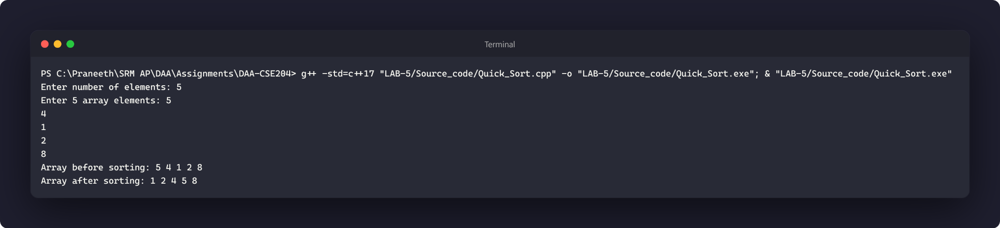 Terminal
PS C:\Praneeth\SRM AP\DAA\Assignments\DAA-CSE204> g++ -std=c++17 "LAB-5/Source_code/Quick_Sort.cpp" -o "LAB-5/Source_code/Quick_Sort.exe"; & "LAB-5/Source_code/Quick_Sort.exe"
Enter number of elements: 5
Enter 5 array elements: 5
4
1
2
8
Array before sorting: 5 4 1 2 8
Array after sorting: 1 2 4 5 8